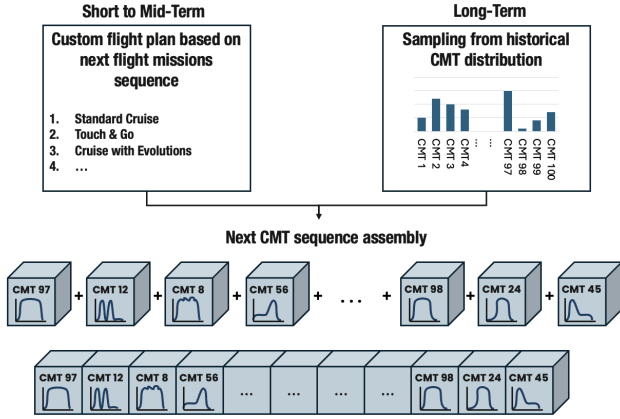 Short to Mid-Term
Custom flight plan based on
next flight missions
sequence
1. Standard Cruise
2. Touch & Go
3. Cruise with Evolutions
4. …
Long-Term
Sampling from historical
CMT distribution
CMT 1
CMT 2
CMT 3
CMT4
...
...
CMT 97
CMT 98
CMT 99
CMT 100
Next CMT sequence assembly
CMT 97 + CMT 12 + CMT 8 + CMT 56 + ... + CMT 98 + CMT 24 + CMT 45
CMT 97 CMT 12 CMT 8 CMT 56 ... ... ... ... CMT 98 CMT 24 CMT 45